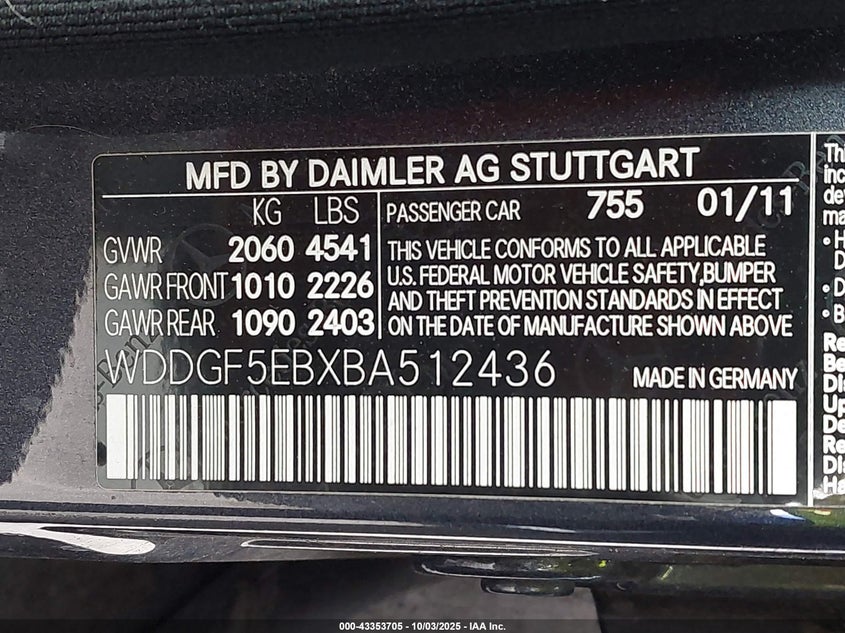 MFD BY DAIMLER AG STUTTGART
KG LBS
GVWR 2060 4541
GAWR FRONT 1010 2226
GAWR REAR 1090 2403
PASSENGER CAR 755 01/11
THIS VEHICLE CONFORMS TO ALL APPLICABLE
U.S. FEDERAL MOTOR VEHICLE SAFETY, BUMPER
AND THEFT PREVENTION STANDARDS IN EFFECT
ON THE DATE OF MANUFACTURE SHOWN ABOVE
WDDGF5EBXBA512436
MADE IN GERMANY
000-43353705 - 10/03/2025 - IAA Inc.